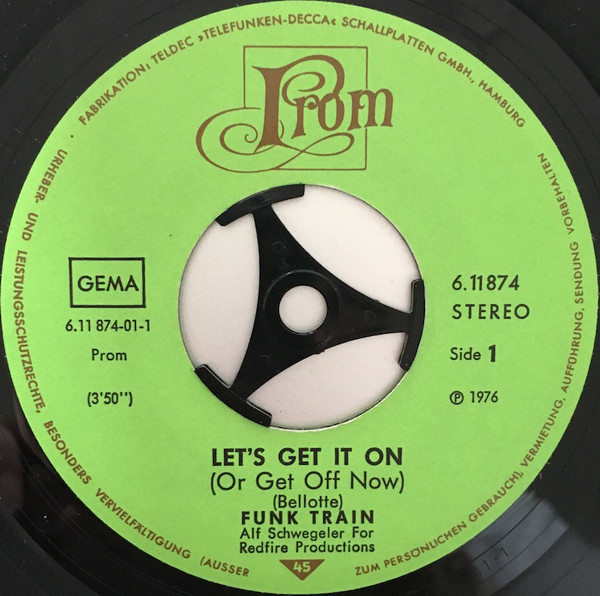 FABRIKATION: TELDEC »TELEFUNKEN-DECCA« SCHALLPLATTEN GMBH., HAMBURG
Prom
GEMA
6.11 874-01-1
Prom
(3'50'')
6.11874
STEREO
Side 1
℗ 1976
LET'S GET IT ON
(Or Get Off Now)
(Bellotte)
FUNK TRAIN
Alf Schwegeler For
Redfire Productions
45
URHEBER- UND LEISTUNGSSCHUTZRECHTE, BESONDERS VERVIELFÄLTIGUNG (AUSSER ZUM PERSÖNLICHEN GEBRAUCH), VERMIETUNG, AUFFÜHRUNG, SENDUNG VORBEHALTEN